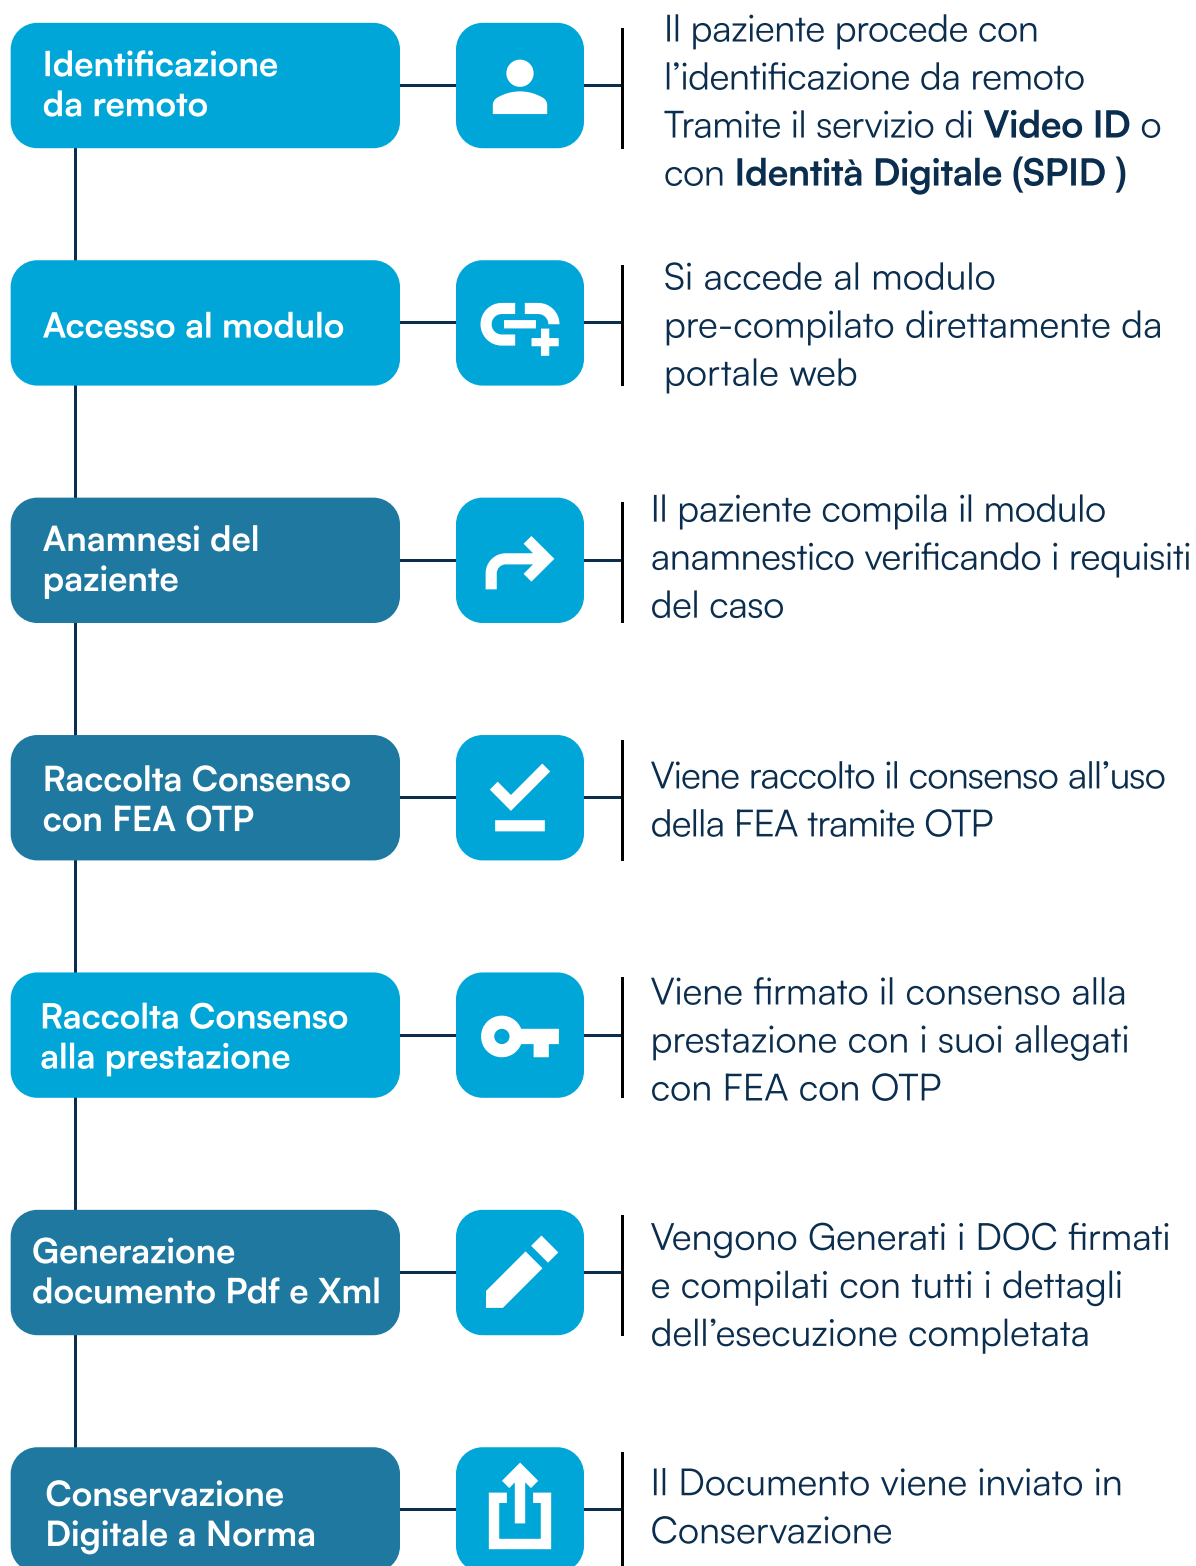 Identificazione
da remoto
Il paziente procede con
l’identificazione da remoto
Tramite il servizio di Video ID o
con Identità Digitale (SPID )
Accesso al modulo
Si accede al modulo
pre-compilato direttamente da
portale web
Anamnesi del
paziente
Il paziente compila il modulo
anamnestico verificando i requisiti
del caso
Raccolta Consenso
con FEA OTP
Viene raccolto il consenso all’uso
della FEA tramite OTP
Raccolta Consenso
alla prestazione
Viene firmato il consenso alla
prestazione con i suoi allegati
con FEA con OTP
Generazione
documento Pdf e Xml
Vengono Generati i DOC firmati
e compilati con tutti i dettagli
dell’esecuzione completata
Conservazione
Digitale a Norma
Il Documento viene inviato in
Conservazione